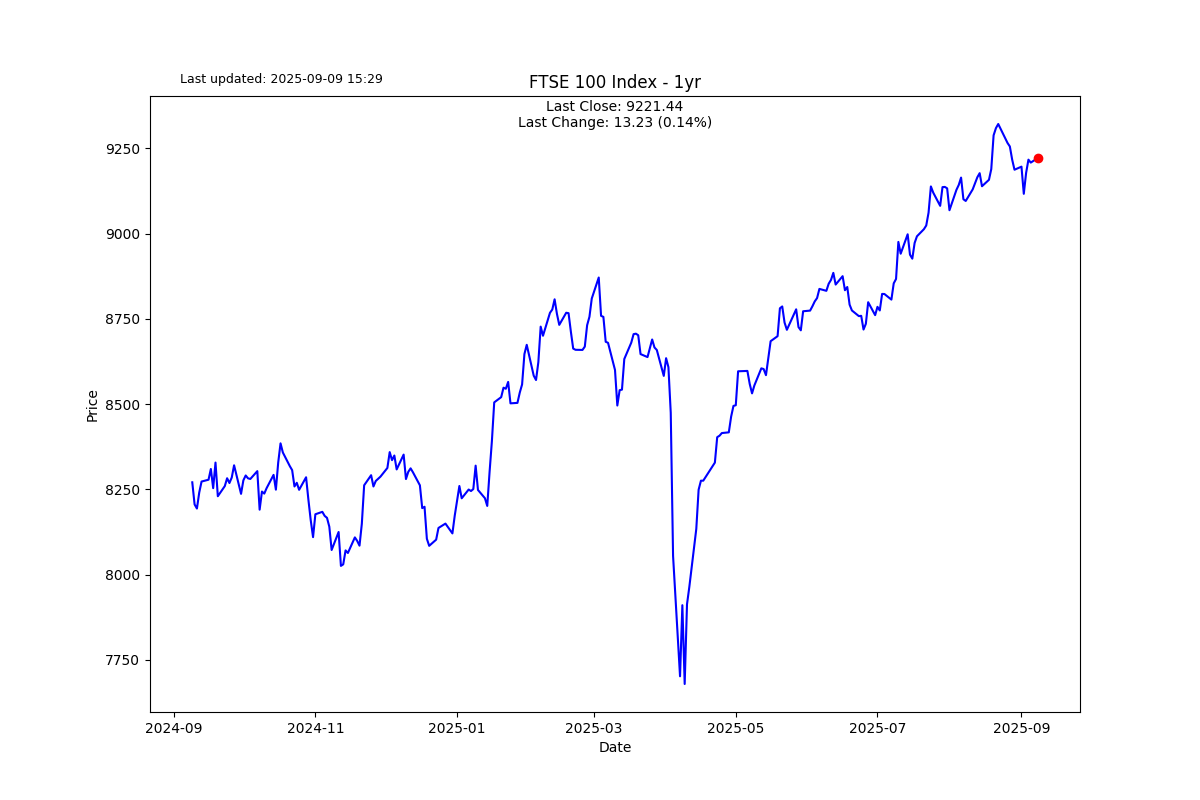 Last updated: 2025-09-09 15:29
FTSE 100 Index - 1yr
Last Close: 9221.44
Last Change: 13.23 (0.14%)
9250
9000
8750
8500
8250
8000
7750
Price
2024-09
2024-11
2025-01
2025-03
2025-05
2025-07
2025-09
Date